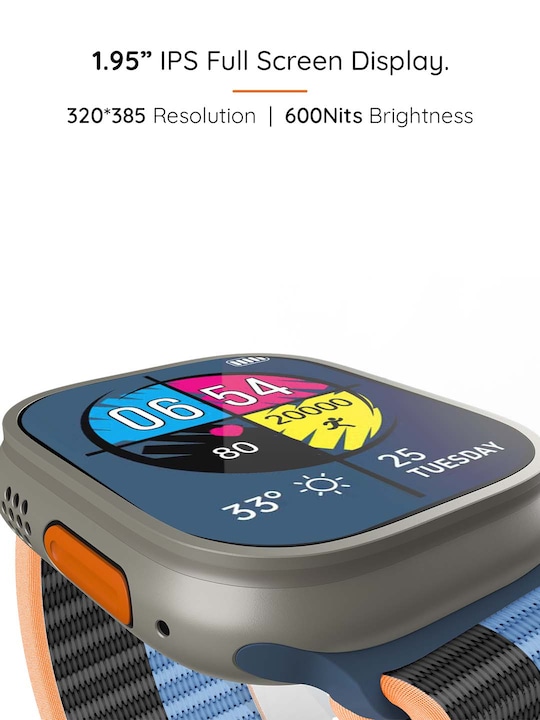 1.95” IPS Full Screen Display.
320*385 Resolution | 600Nits Brightness
06 54
20000
80
33° 25
TUESDAY